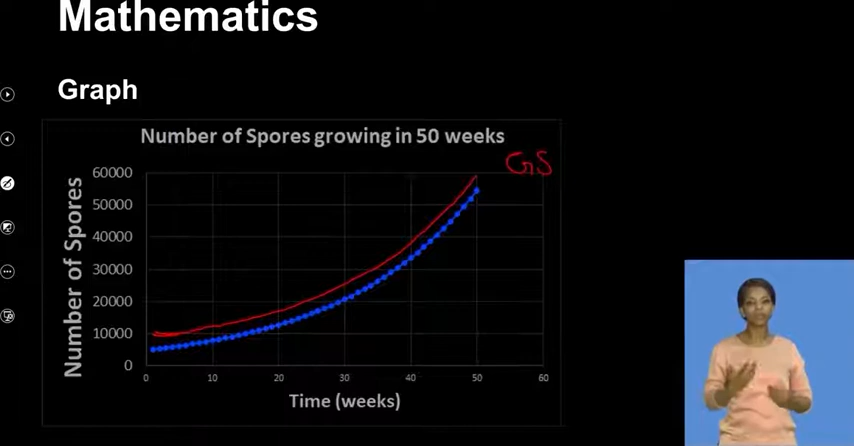 Mathematics
Graph
Number of Spores growing in 50 weeks
GS
Number of Spores
60000
50000
40000
30000
20000
10000
0
0 10 20 30 40 50 60
Time (weeks)